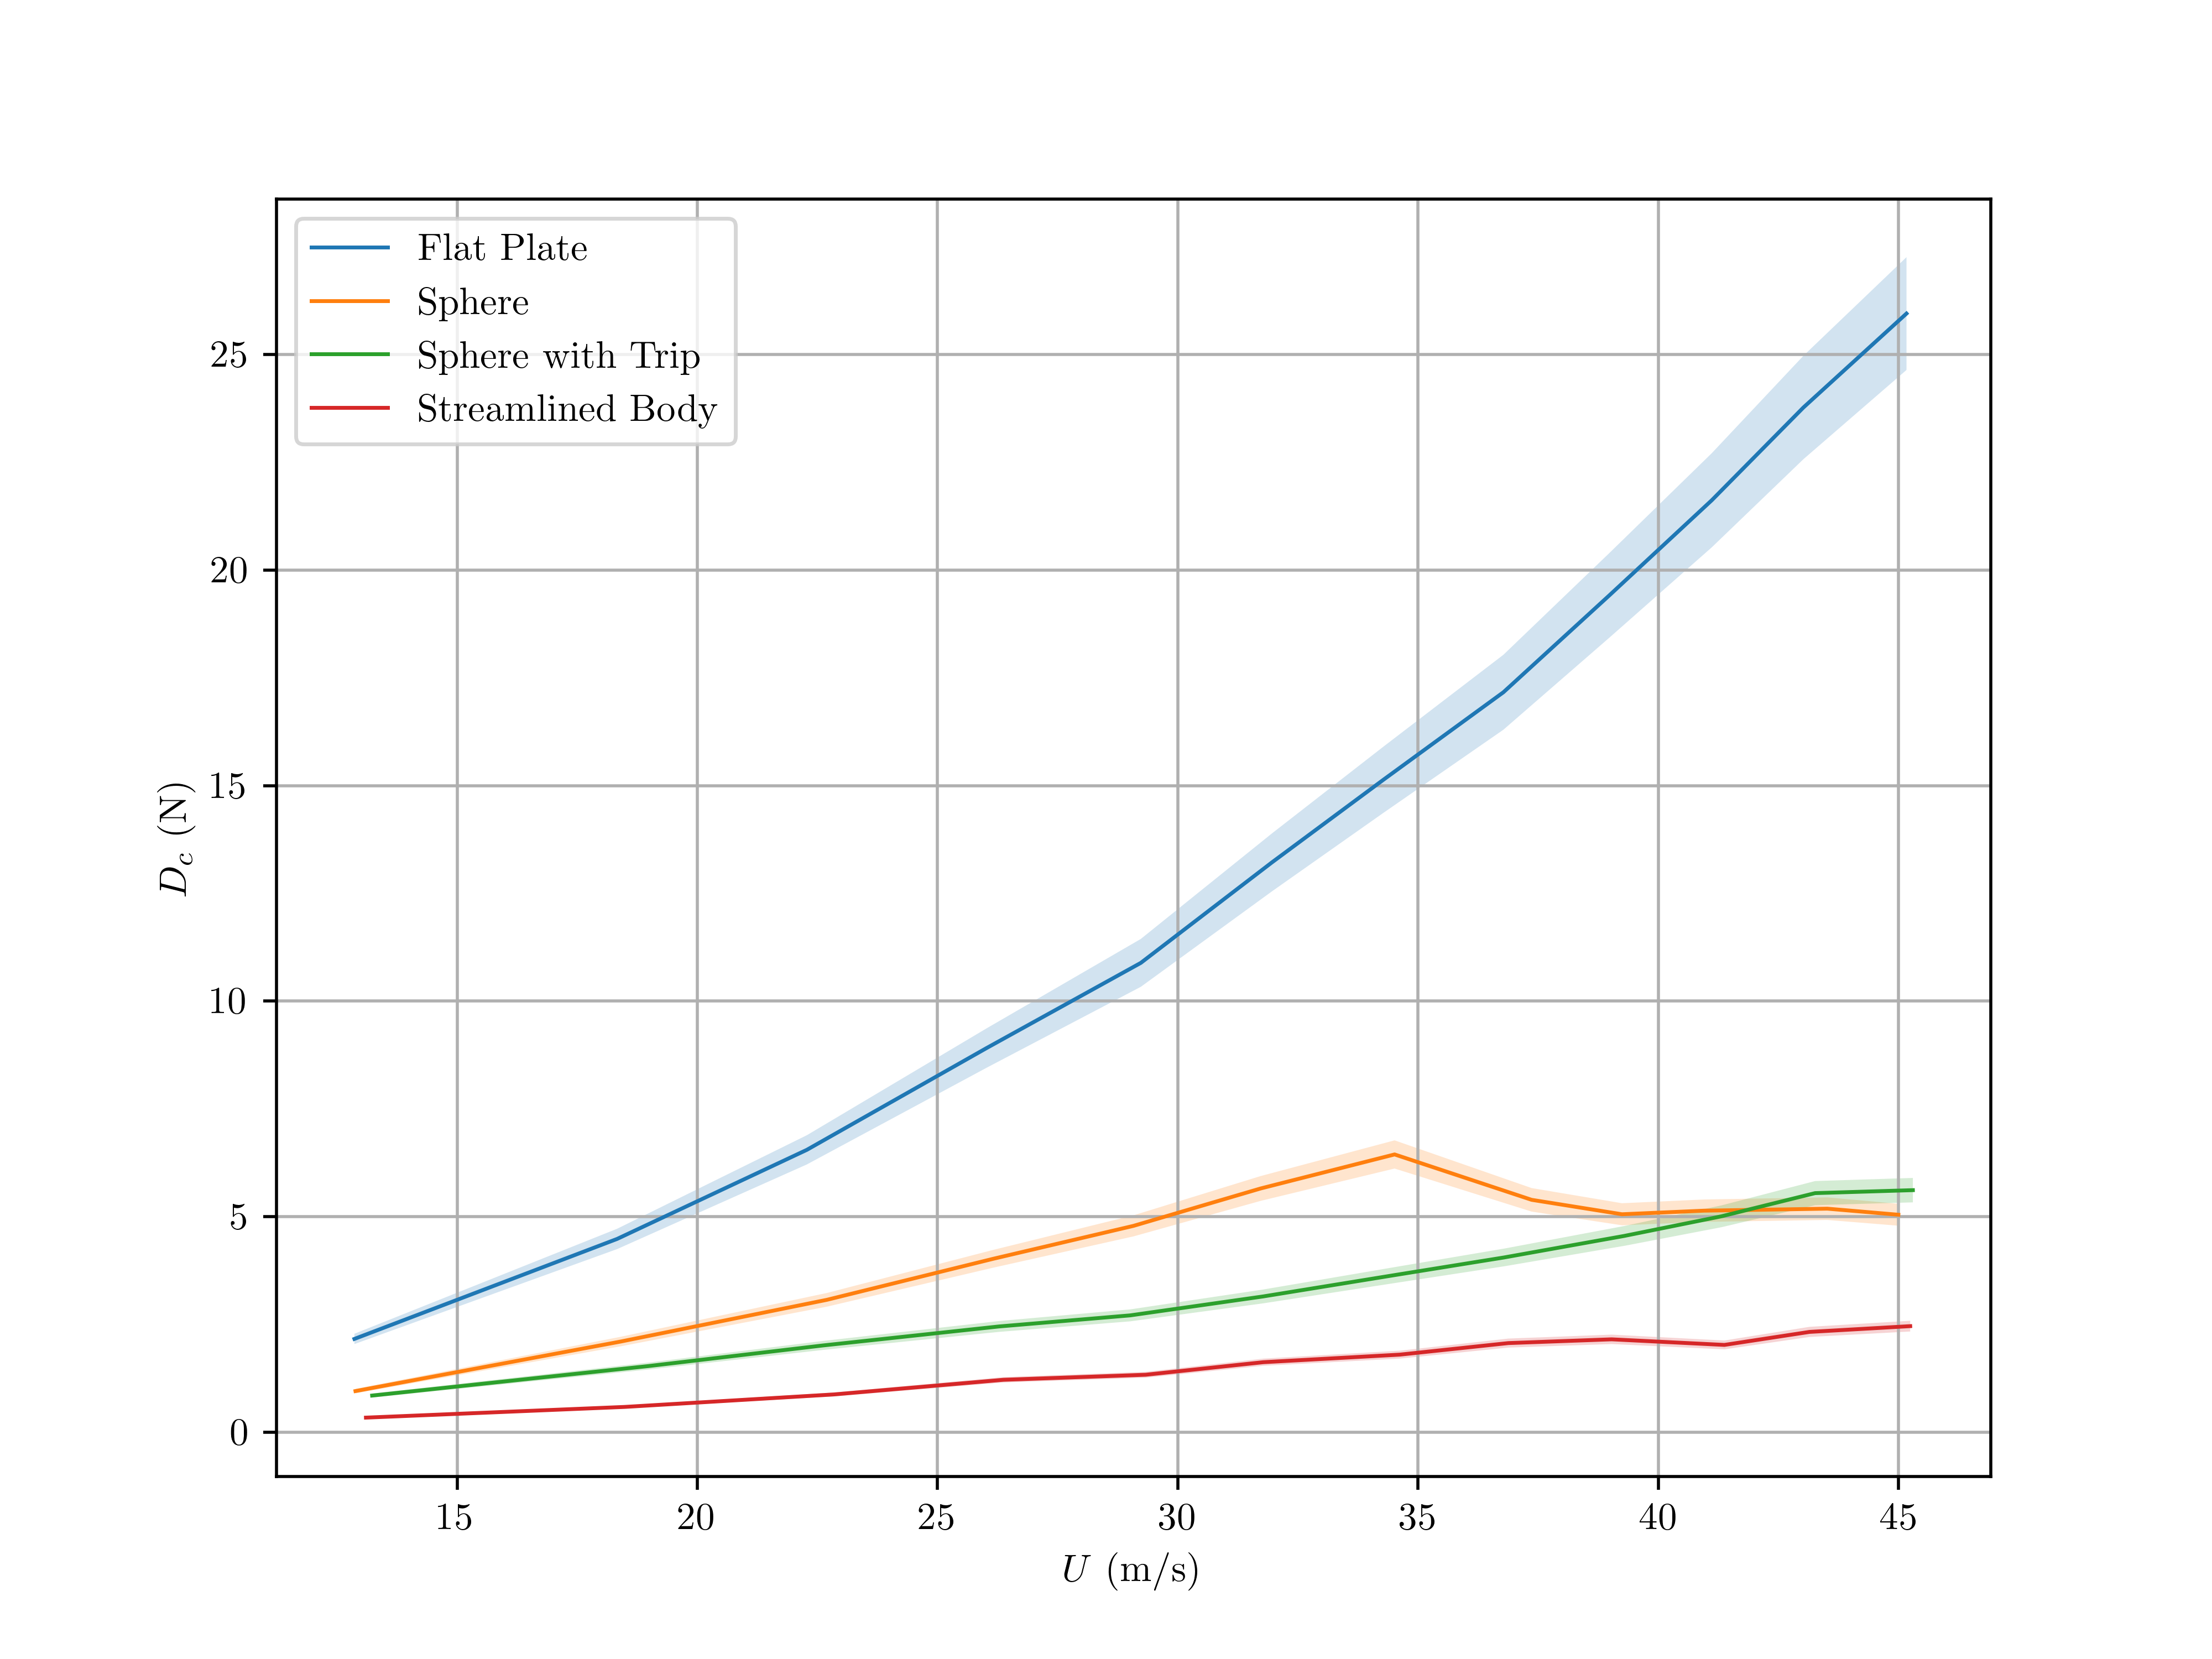 Flat Plate
Sphere
Sphere with Trip
Streamlined Body
25
20
15
10
5
0
D_c (N)
15 20 25 30 35 40 45
U (m/s)